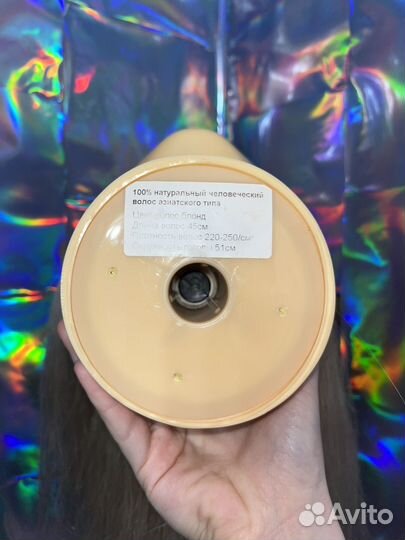 100% натуральный человеческий
волос азиатского типа
Цвет волос блонд
Длина волос 45см
Плотность волос 220-250/см²
Окружность головы 51см
Avito